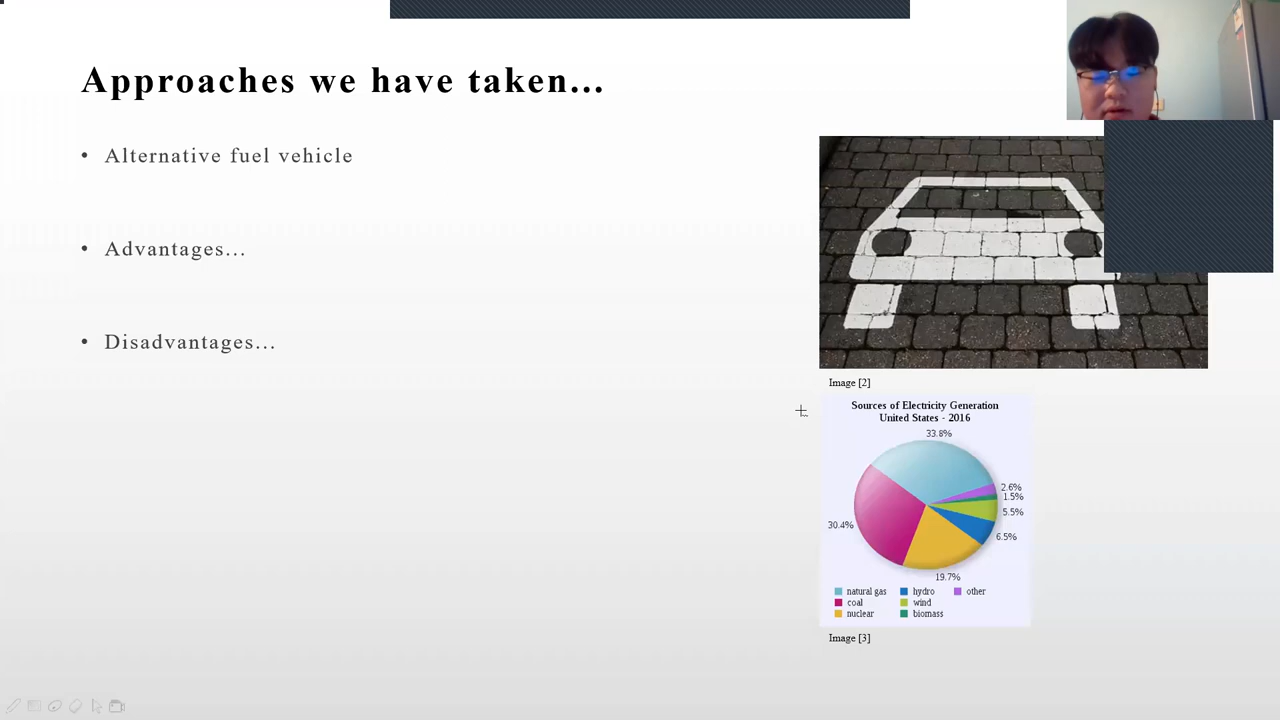 Approaches we have taken...
• Alternative fuel vehicle
• Advantages...
• Disadvantages...
Image [2]
Sources of Electricity Generation
United States - 2016
33.8%
2.6%
1.5%
5.5%
30.4%
6.5%
19.7%
natural gas hydro other
coal wind
nuclear biomass
Image [3]